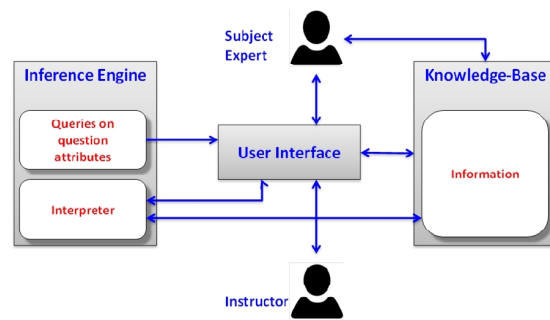 Subject
Expert
Inference Engine
Knowledge-Base
Queries on
question
attributes
User Interface
Information
Interpreter
Instructor